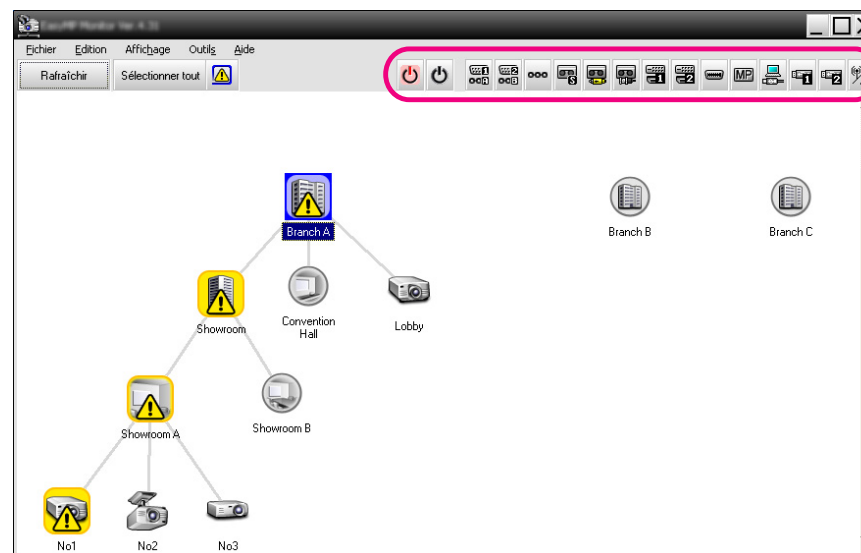 Fichier Edition Affichage Outils Aide
Rafraîchir Sélectionner tout
MP
Branch A
Branch B
Branch C
Showroom
Convention
Hall
Lobby
Showroom A
Showroom B
No1
No2
No3